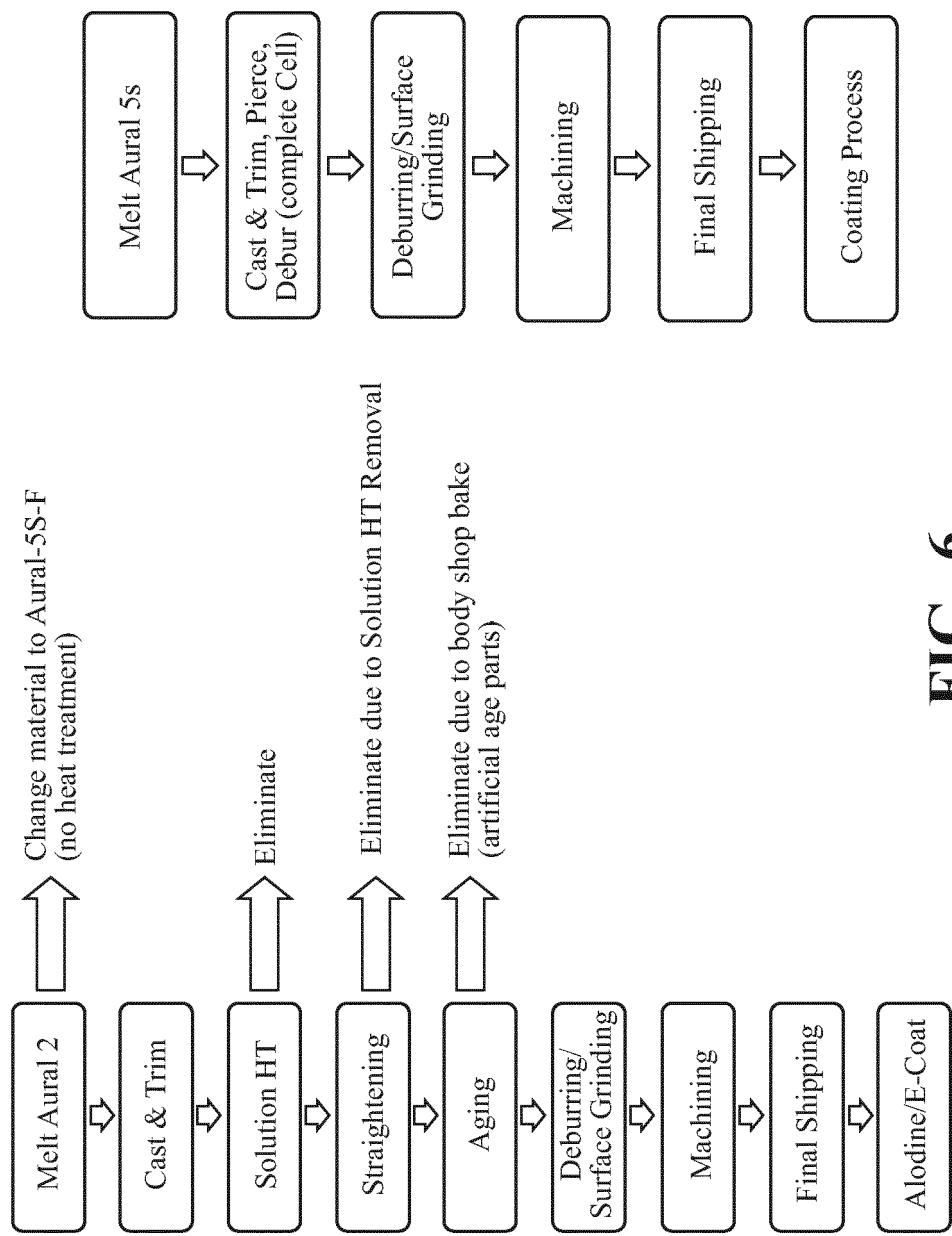 Melt Aural 2
Cast & Trim
Solution HT
Straightening
Aging
Deburring/
Surface Grinding
Machining
Final Shipping
Alodine/E-Coat
Change material to Aural-5S-F
(no heat treatment)
Eliminate
Eliminate due to Solution HT Removal
Eliminate due to body shop bake
(artificial age parts)
Melt Aural 5s
Cast & Trim, Pierce,
Debur (complete Cell)
Deburring/Surface
Grinding
Machining
Final Shipping
Coating Process
FIG. 6